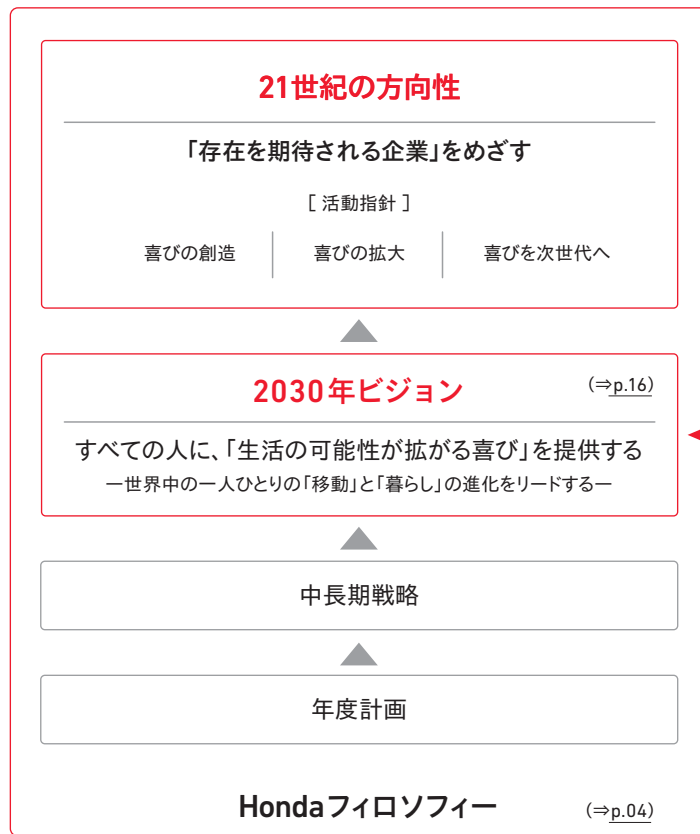 21世紀の方向性
「存在を期待される企業」をめざす
［ 活動指針 ］
喜びの創造 喜びの拡大 喜びを次世代へ
2030年ビジョン (⇒p.16)
すべての人に、「生活の可能性が拡がる喜び」を提供する
ー世界中の一人ひとりの「移動」と「暮らし」の進化をリードするー
中長期戦略
年度計画
Hondaフィロソフィー (⇒p.04)